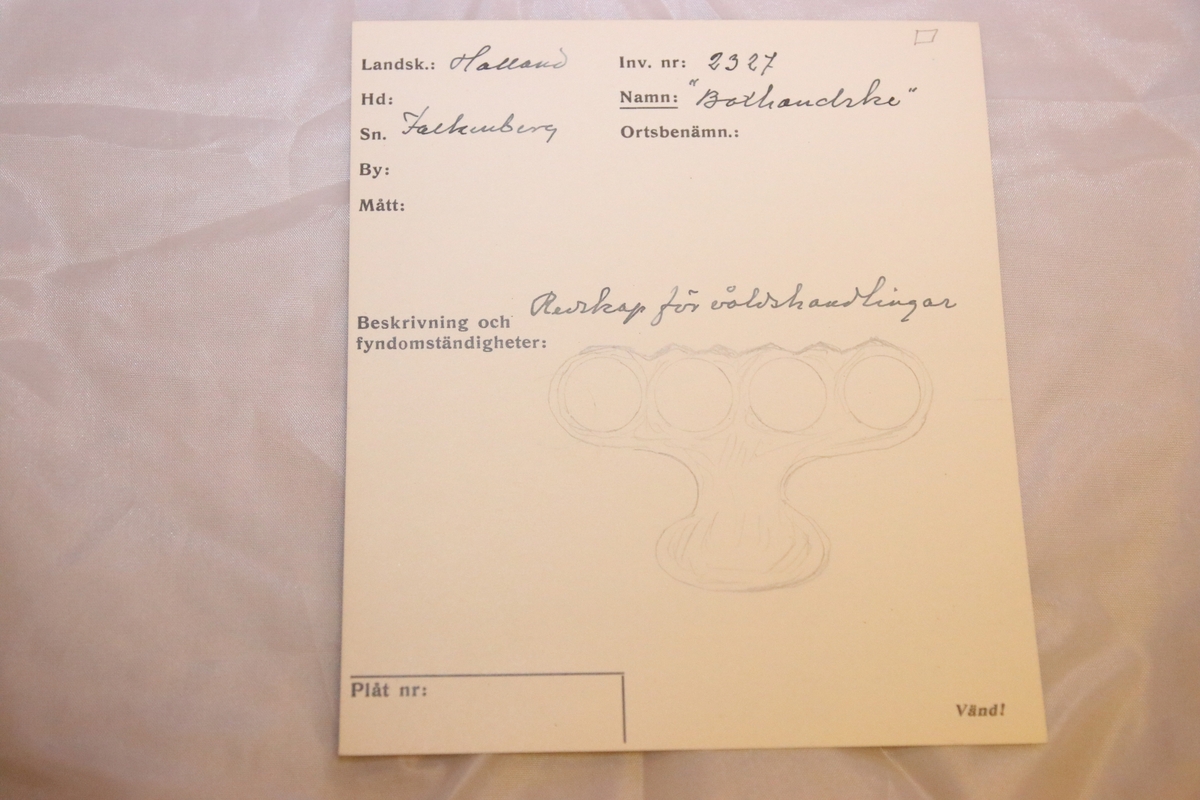 Landsk.: Halland
Inv. nr: 2327
Hd:
Namn: "Boxhandske"
Sn. Falkenberg
Ortsbenämn.:
By:
Mått:
Redskap för våldshandlingar
Beskrivning och
fyndomständigheter:
Plåt nr:
Vänd!